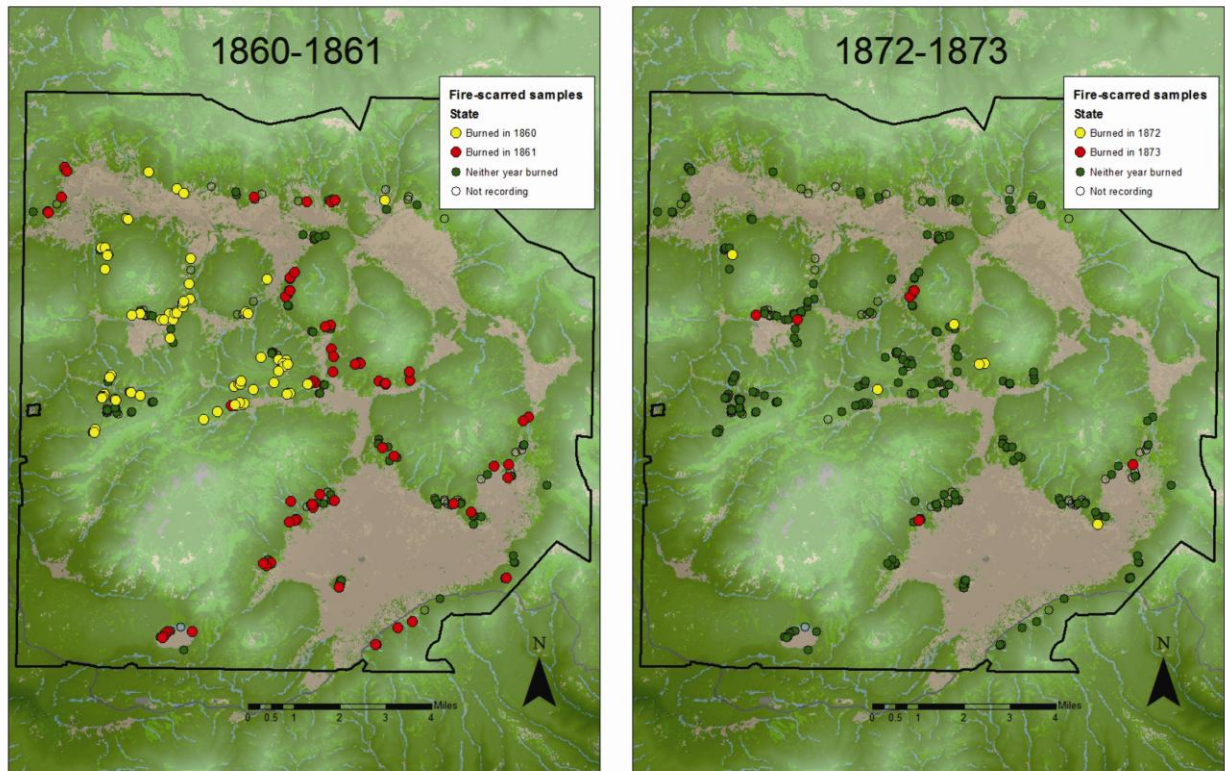 1860-1861
Fire-scarred samples
State
Burned in 1860
Burned in 1861
Neither year burned
Not recording
N
Miles
0 0.5 1 2 3 4
1872-1873
Fire-scarred samples
State
Burned in 1872
Burned in 1873
Neither year burned
Not recording
N
Miles
0 0.5 1 2 3 4